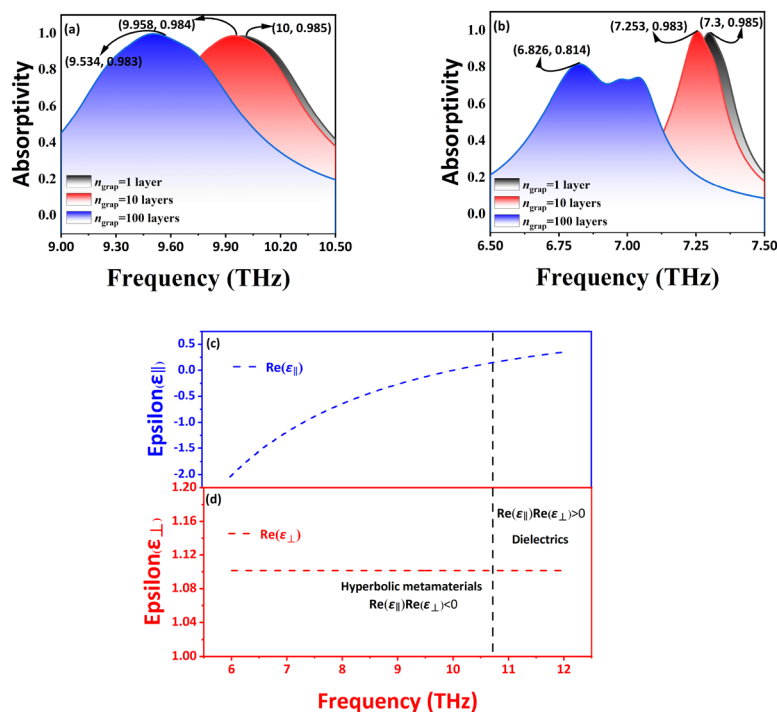 (a)
(9.958, 0.984)
(10, 0.985)
(9.534, 0.983)
1.0
0.8
0.6
0.4
0.2
0.0
Absorptivity
n_grap=1 layer
n_grap=10 layers
n_grap=100 layers
9.00 9.30 9.60 9.90 10.20 10.50
Frequency (THz)
(b)
(7.253, 0.983)
(7.3, 0.985)
(6.826, 0.814)
1.0
0.8
0.6
0.4
0.2
0.0
Absorptivity
n_grap=1 layer
n_grap=10 layers
n_grap=100 layers
6.50 6.75 7.00 7.25 7.50
Frequency (THz)
(c)
0.5
0.0
-0.5
-1.0
-1.5
-2.0
Epsilon(ε∥)
Re(ε∥)
(d)
1.20
1.16
1.12
1.08
1.04
1.00
Epsilon(ε⊥)
Re(ε⊥)
Re(ε∥)Re(ε⊥)>0
Dielectrics
Hyperbolic metamaterials
Re(ε∥)Re(ε⊥)<0
6 7 8 9 10 11 12
Frequency (THz)